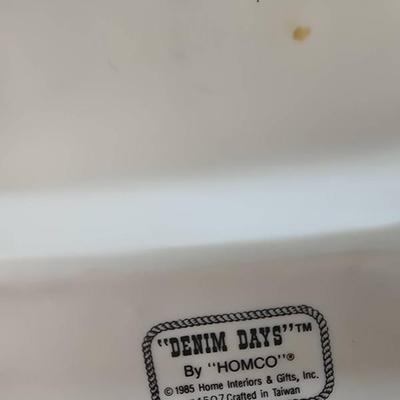 "DENIM DAYS"™
By "HOMCO"®
©1985 Home Interiors & Gifts, Inc.
Crafted in Taiwan